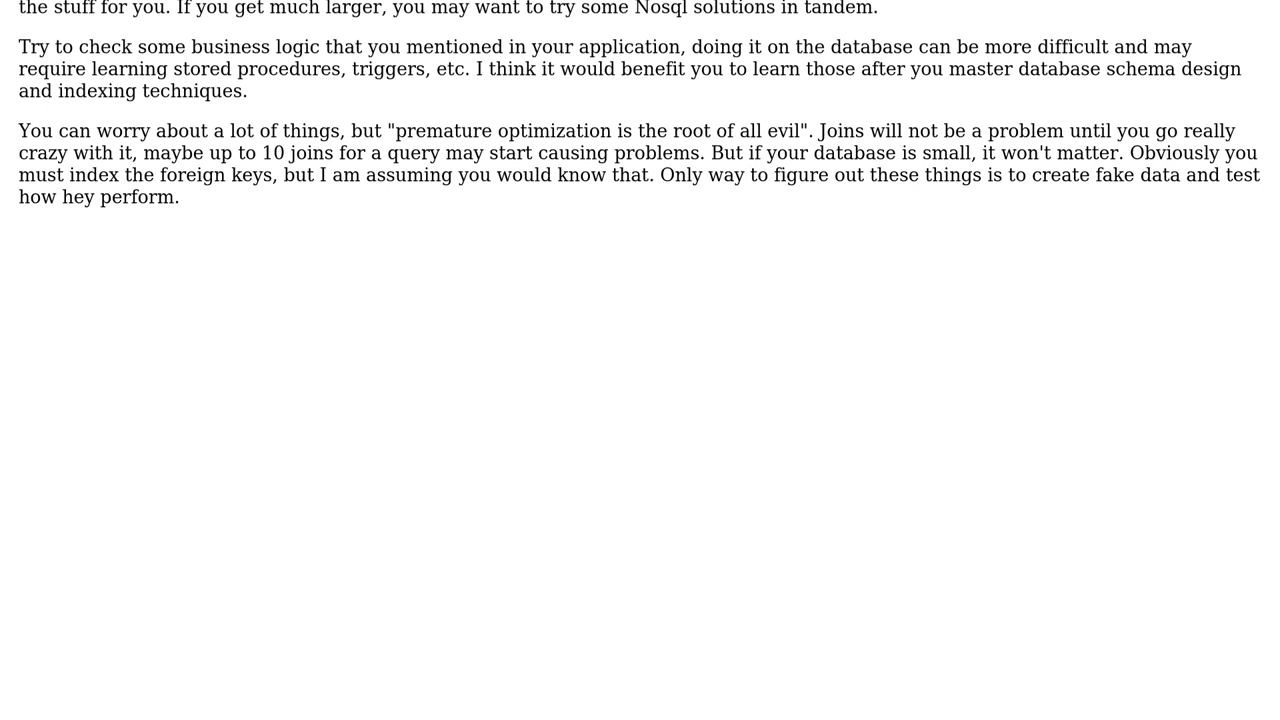 the stuff for you. If you get much larger, you may want to try some Nosql solutions in tandem.
Try to check some business logic that you mentioned in your application, doing it on the database can be more difficult and may
require learning stored procedures, triggers, etc. I think it would benefit you to learn those after you master database schema design
and indexing techniques.
You can worry about a lot of things, but "premature optimization is the root of all evil". Joins will not be a problem until you go really
crazy with it, maybe up to 10 joins for a query may start causing problems. But if your database is small, it won't matter. Obviously you
must index the foreign keys, but I am assuming you would know that. Only way to figure out these things is to create fake data and test
how hey perform.